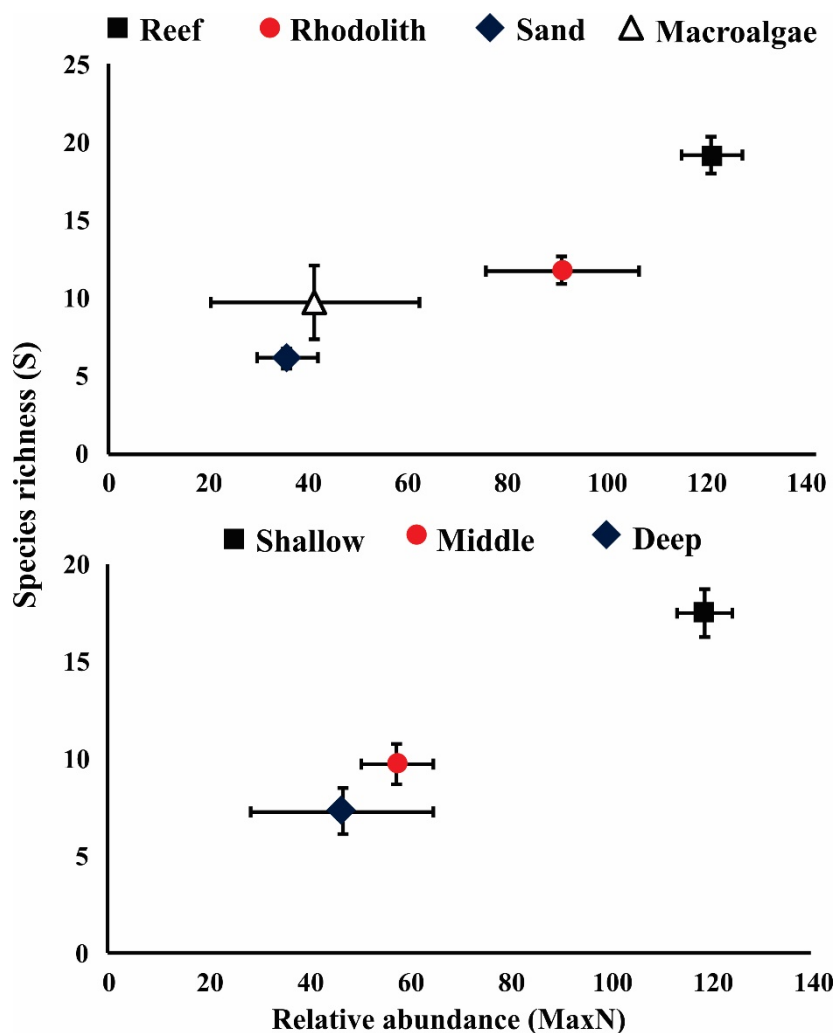 Reef Rhodolith Sand Macroalgae
25
20
15
10
5
0
0 20 40 60 80 100 120 140
Species richness (S)
Shallow Middle Deep
20
15
10
5
0
0 20 40 60 80 100 120 140
Relative abundance (MaxN)